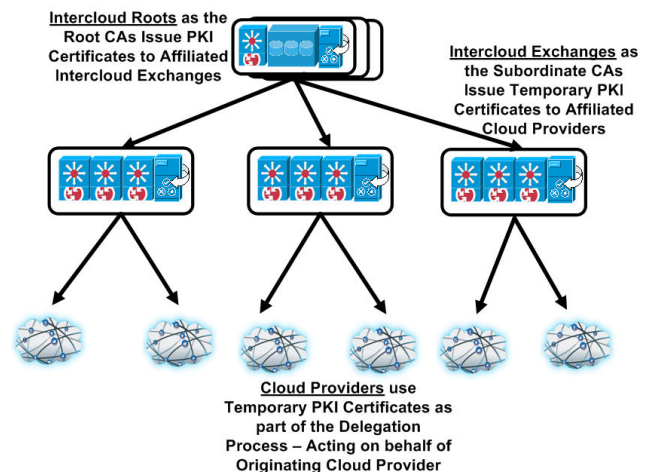 Intercloud Roots as the
Root CAs Issue PKI
Certificates to Affiliated
Intercloud Exchanges
Intercloud Exchanges as
the Subordinate CAs
Issue Temporary PKI
Certificates to Affiliated
Cloud Providers
Cloud Providers use
Temporary PKI Certificates as
part of the Delegation
Process – Acting on behalf of
Originating Cloud Provider